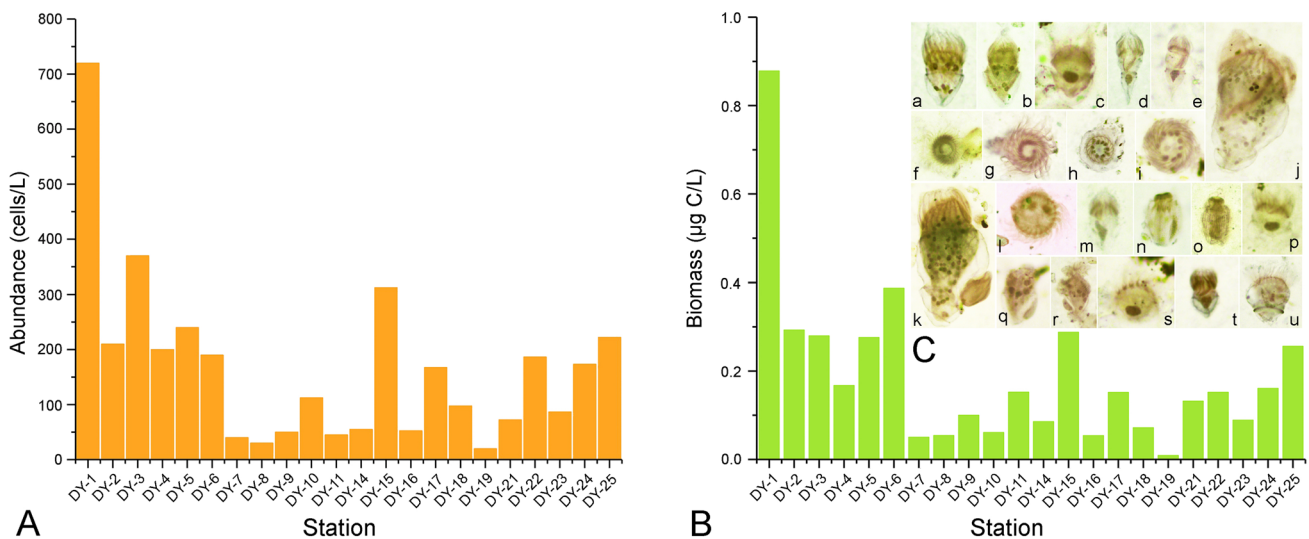 800
700
600
500
400
300
200
100
0
Abundance (cells/L)
DY-1 DY-2 DY-3 DY-4 DY-5 DY-6 DY-7 DY-8 DY-9 DY-10 DY-11 DY-14 DY-15 DY-16 DY-17 DY-18 DY-19 DY-21 DY-22 DY-23 DY-24 DY-25
Station
A
1.0
0.8
0.6
0.4
0.2
0.0
Biomass (µg C/L)
a b c d e
f g h i j
l m n o p
k q r s t u
C
DY-1 DY-2 DY-3 DY-4 DY-5 DY-6 DY-7 DY-8 DY-9 DY-10 DY-11 DY-14 DY-15 DY-16 DY-17 DY-18 DY-19 DY-21 DY-22 DY-23 DY-24 DY-25
Station
B